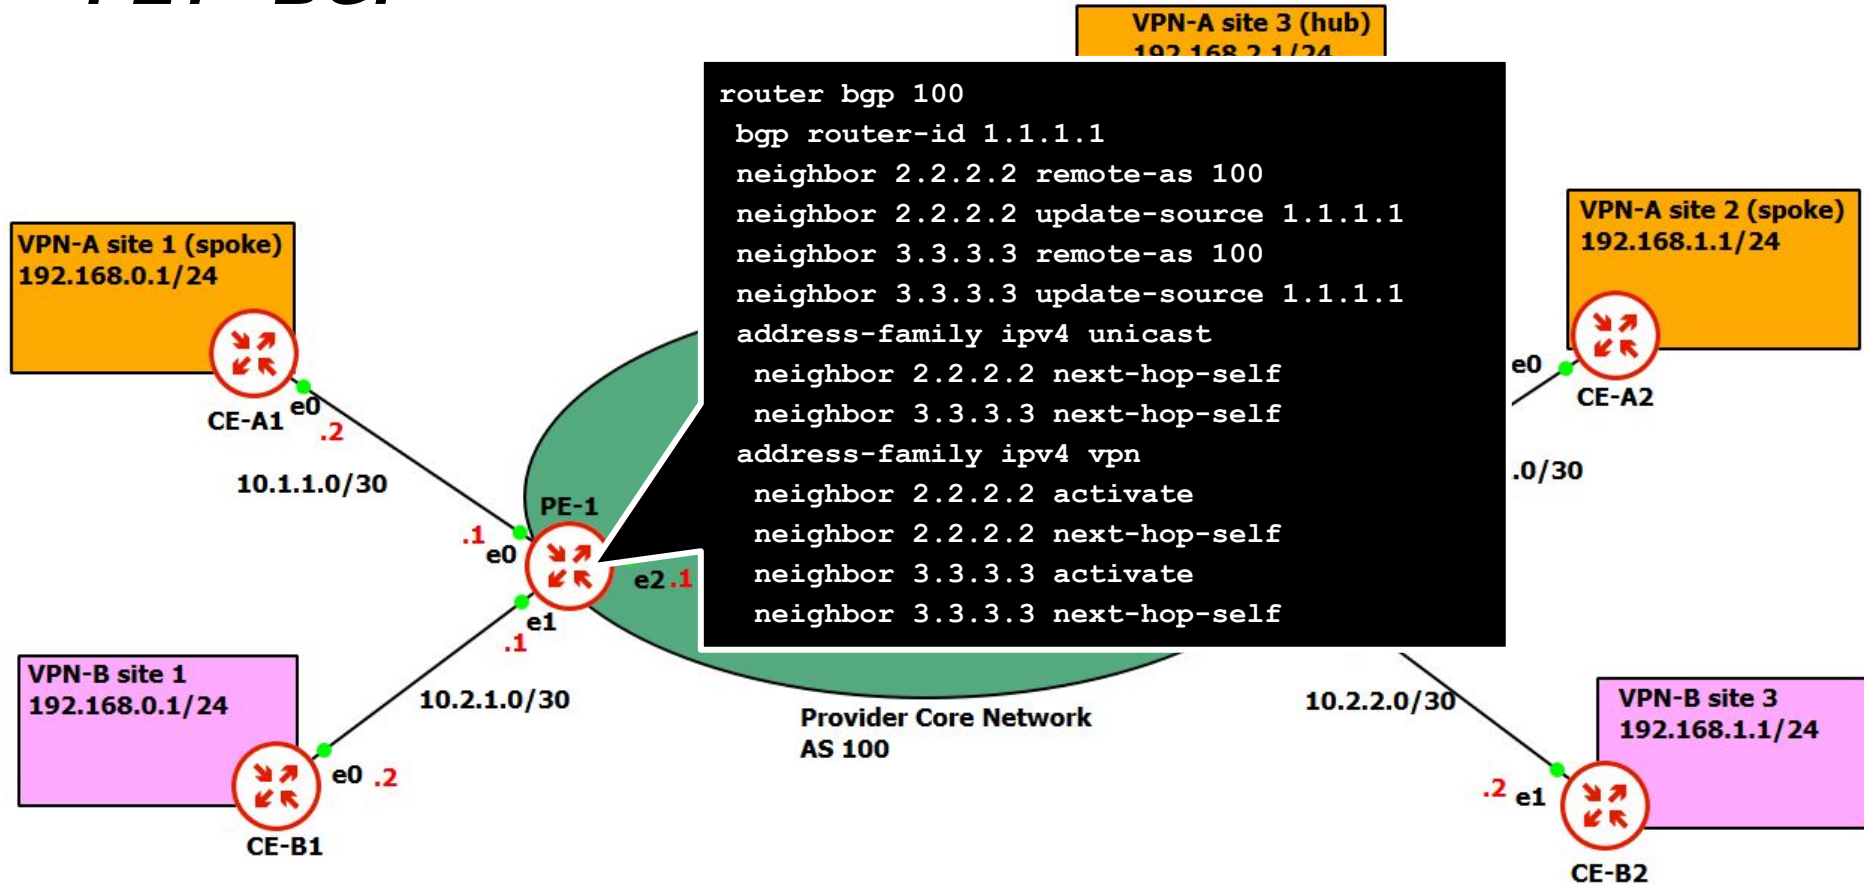 VPN-A site 3 (hub)
192.168.2.1/24
router bgp 100
bgp router-id 1.1.1.1
neighbor 2.2.2.2 remote-as 100
neighbor 2.2.2.2 update-source 1.1.1.1
neighbor 3.3.3.3 remote-as 100
neighbor 3.3.3.3 update-source 1.1.1.1
address-family ipv4 unicast
neighbor 2.2.2.2 next-hop-self
neighbor 3.3.3.3 next-hop-self
address-family ipv4 vpn
neighbor 2.2.2.2 activate
neighbor 2.2.2.2 next-hop-self
neighbor 3.3.3.3 activate
neighbor 3.3.3.3 next-hop-self
VPN-A site 1 (spoke)
192.168.0.1/24
CE-A1
e0
.2
10.1.1.0/30
VPN-A site 2 (spoke)
192.168.1.1/24
e0
CE-A2
.0/30
PE-1
.1
e0
e2
.1
e1
.1
VPN-B site 1
192.168.0.1/24
10.2.1.0/30
e0
.2
CE-B1
Provider Core Network
AS 100
10.2.2.0/30
VPN-B site 3
192.168.1.1/24
.2
e1
CE-B2